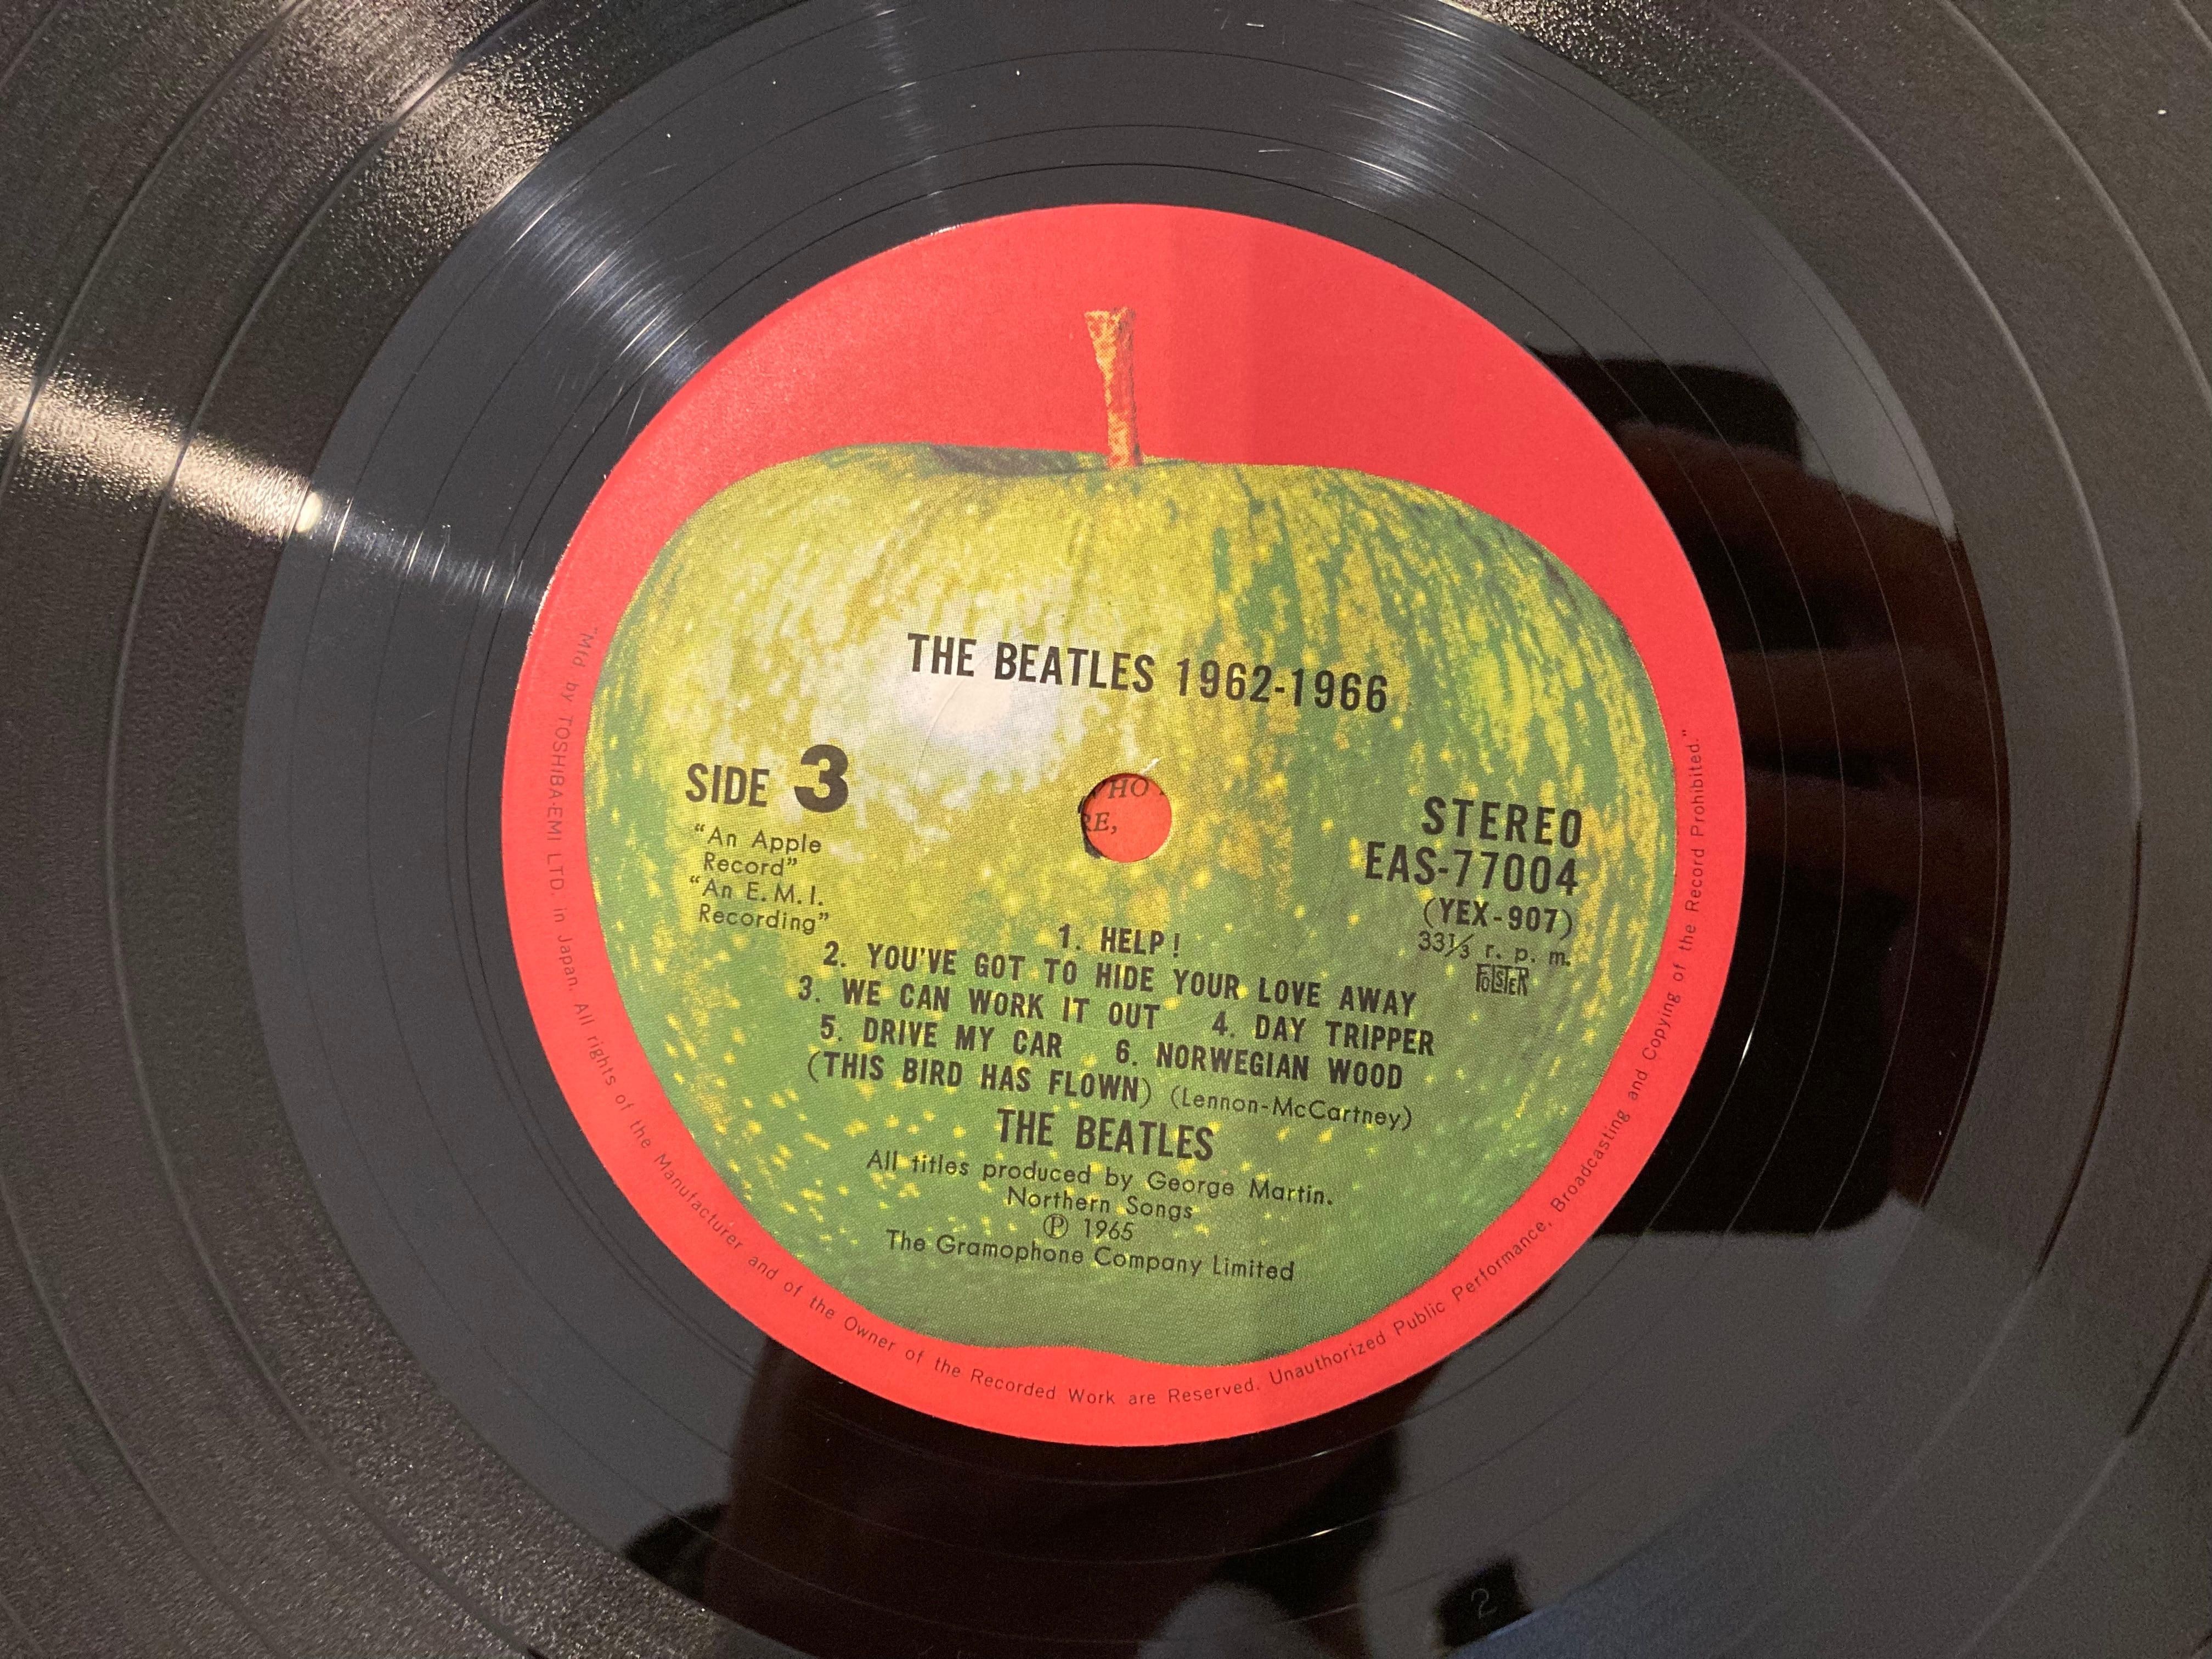 THE BEATLES 1962-1966
SIDE 3
"An Apple
Record"
"An E.M.I.
Recording"
HO
RE,
STEREO
EAS-77004
(YEX-907)
33⅓ r. p. m.
1. HELP!
2. YOU'VE GOT TO HIDE YOUR LOVE AWAY
3. WE CAN WORK IT OUT 4. DAY TRIPPER
5. DRIVE MY CAR 6. NORWEGIAN WOOD
(THIS BIRD HAS FLOWN) (Lennon-McCartney)
THE BEATLES
All titles produced by George Martin.
Northern Songs
Ⓟ 1965
The Gramophone Company Limited
"Mfd by TOSHIBA-EMI LTD. in Japan. All rights of the Manufacturer and of the Owner of the Recorded Work are Reserved. Unauthorized Public Performance, Broadcasting and Copying of the Record Prohibited."
2